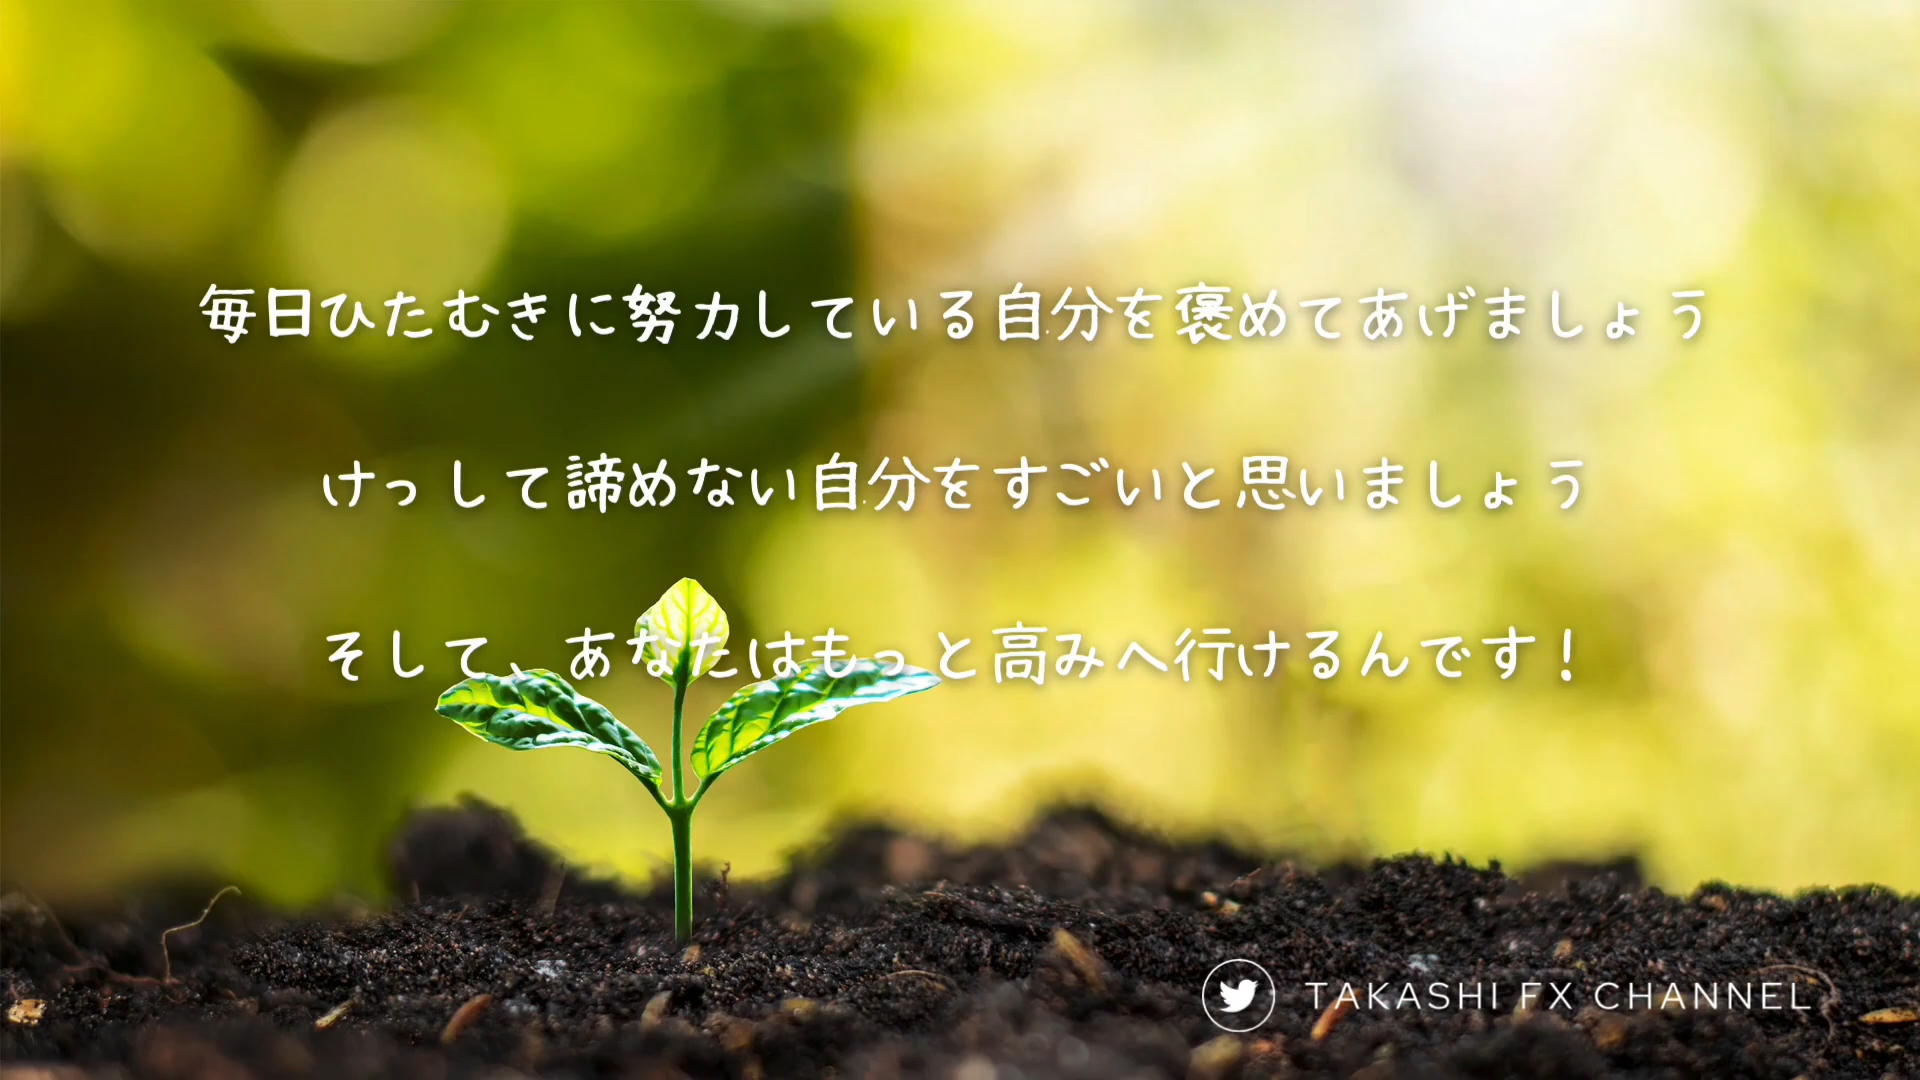 毎日ひたむきに努力している自分を褒めてあげましょう
けっして諦めない自分をすごいと思いましょう
そして、あなたはもっと高みへ行けるんです！
TAKASHI FX CHANNEL